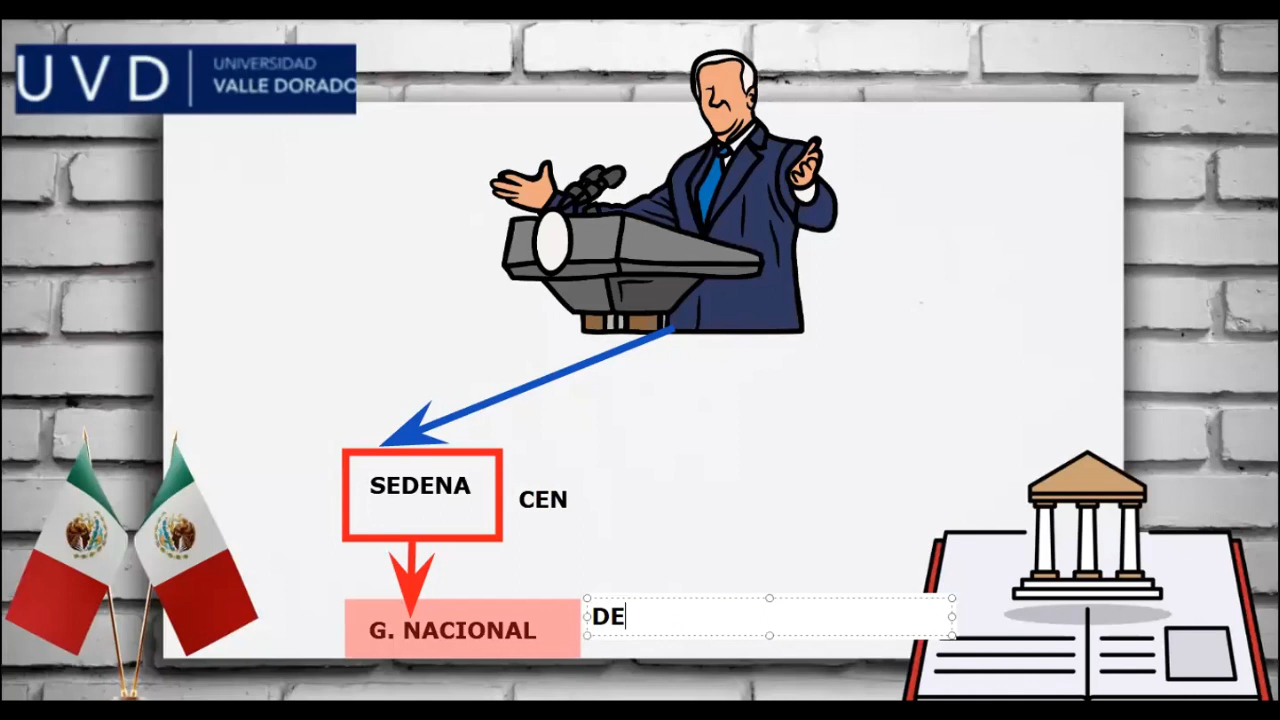 UVD
UNIVERSIDAD
VALLE DORADO
SEDENA
CEN
G. NACIONAL
DE